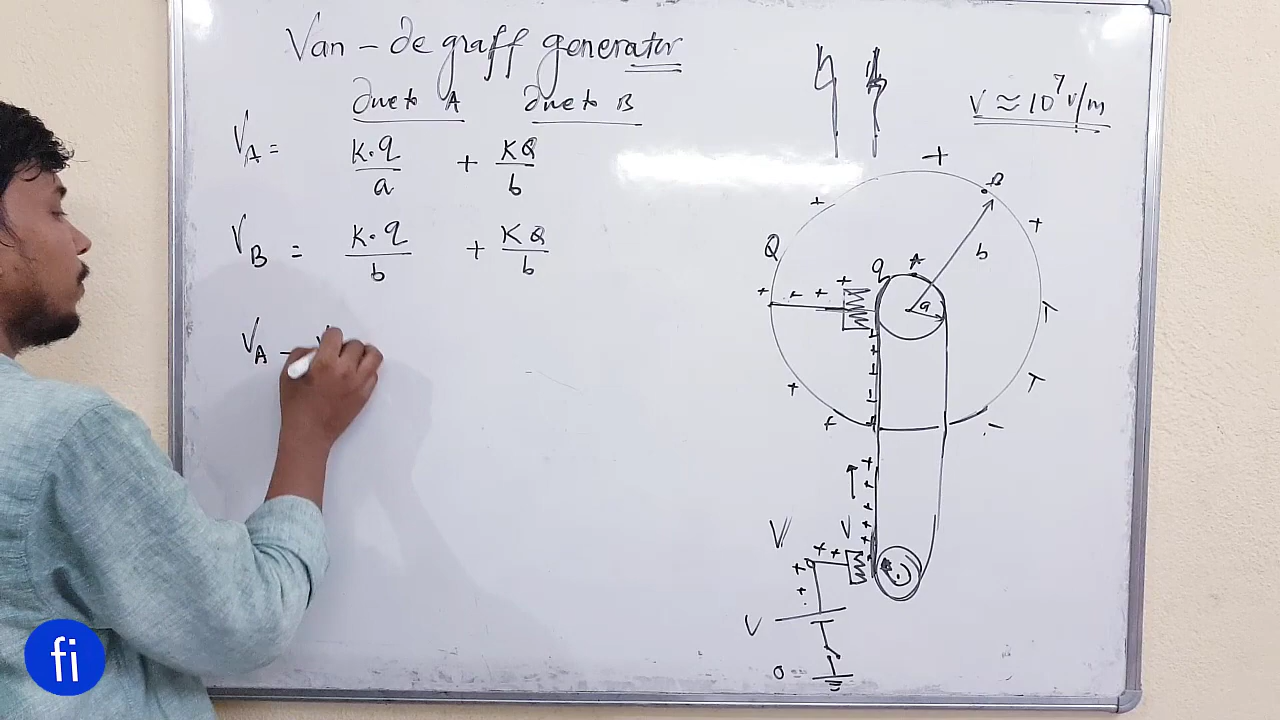 Van - de graff generator
due to A due to B
V ≈ 10⁷ v/m
V_A = K·q/a + KQ/b
V_B = K·q/b + KQ/b
V_A -
B
b
Q
q
A
a
V
V
V
0
fi